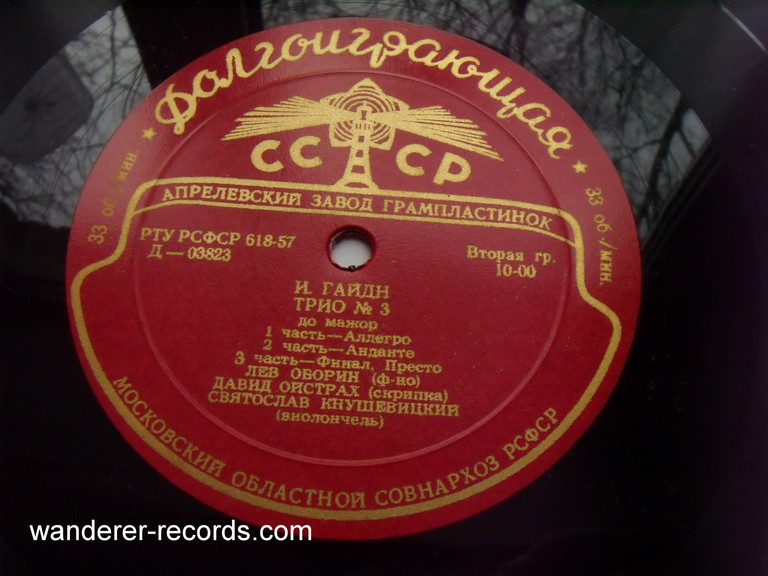 Долгоиграющая
СССР
33 об/мин.
33 об/мин.
АПРЕЛЕВСКИЙ ЗАВОД ГРАМПЛАСТИНОК
РТУ РСФСР 618-57
Д—03823
Вторая гр.
10-00
И. ГАЙДН
ТРИО № 3
до мажор
1 часть—Аллегро
2 часть—Анданте
3 часть—Финал. Престо
ЛЕВ ОБОРИН (ф-но)
ДАВИД ОЙСТРАХ (скрипка)
СВЯТОСЛАВ КНУШЕВИЦКИЙ
(виолончель)
МОСКОВСКИЙ ОБЛАСТНОЙ СОВНАРХОЗ РСФСР
wanderer-records.com